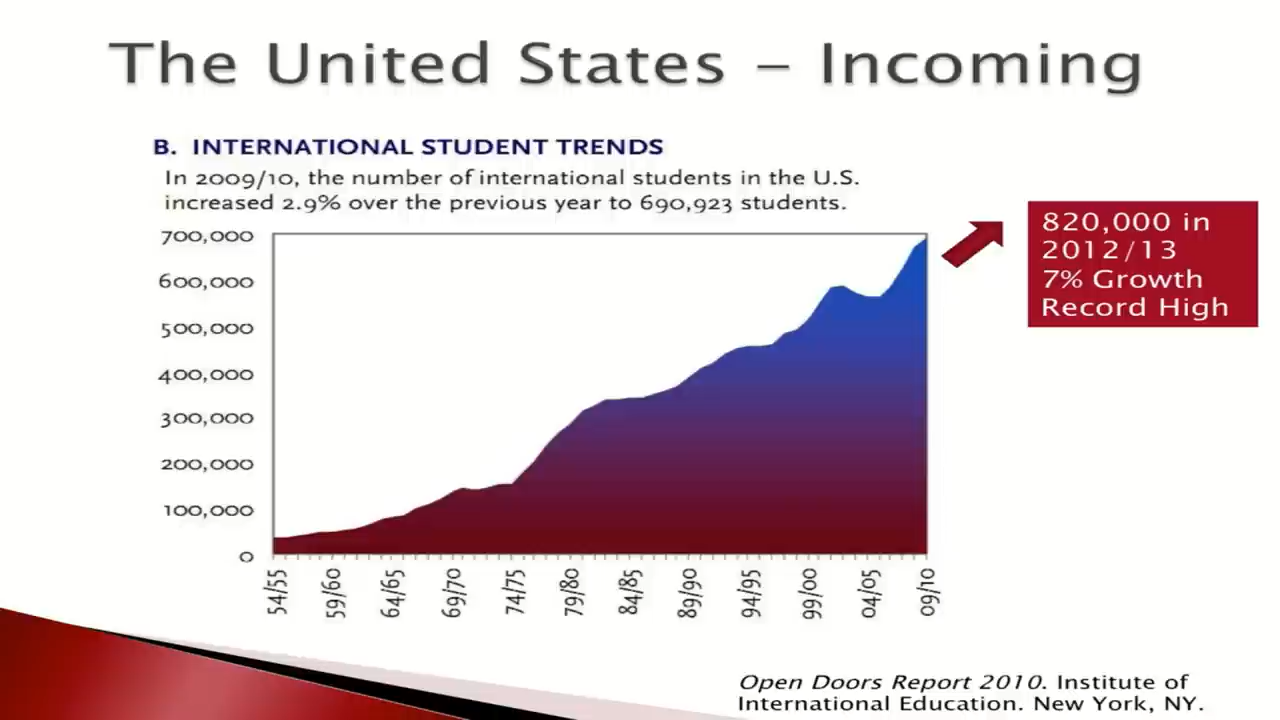 The United States – Incoming
B. INTERNATIONAL STUDENT TRENDS
In 2009/10, the number of international students in the U.S.
increased 2.9% over the previous year to 690,923 students.
820,000 in
2012/13
7% Growth
Record High
700,000
600,000
500,000
400,000
300,000
200,000
100,000
0
54/55
59/60
64/65
69/70
74/75
79/80
84/85
89/90
94/95
99/00
04/05
09/10
Open Doors Report 2010. Institute of
International Education. New York, NY.